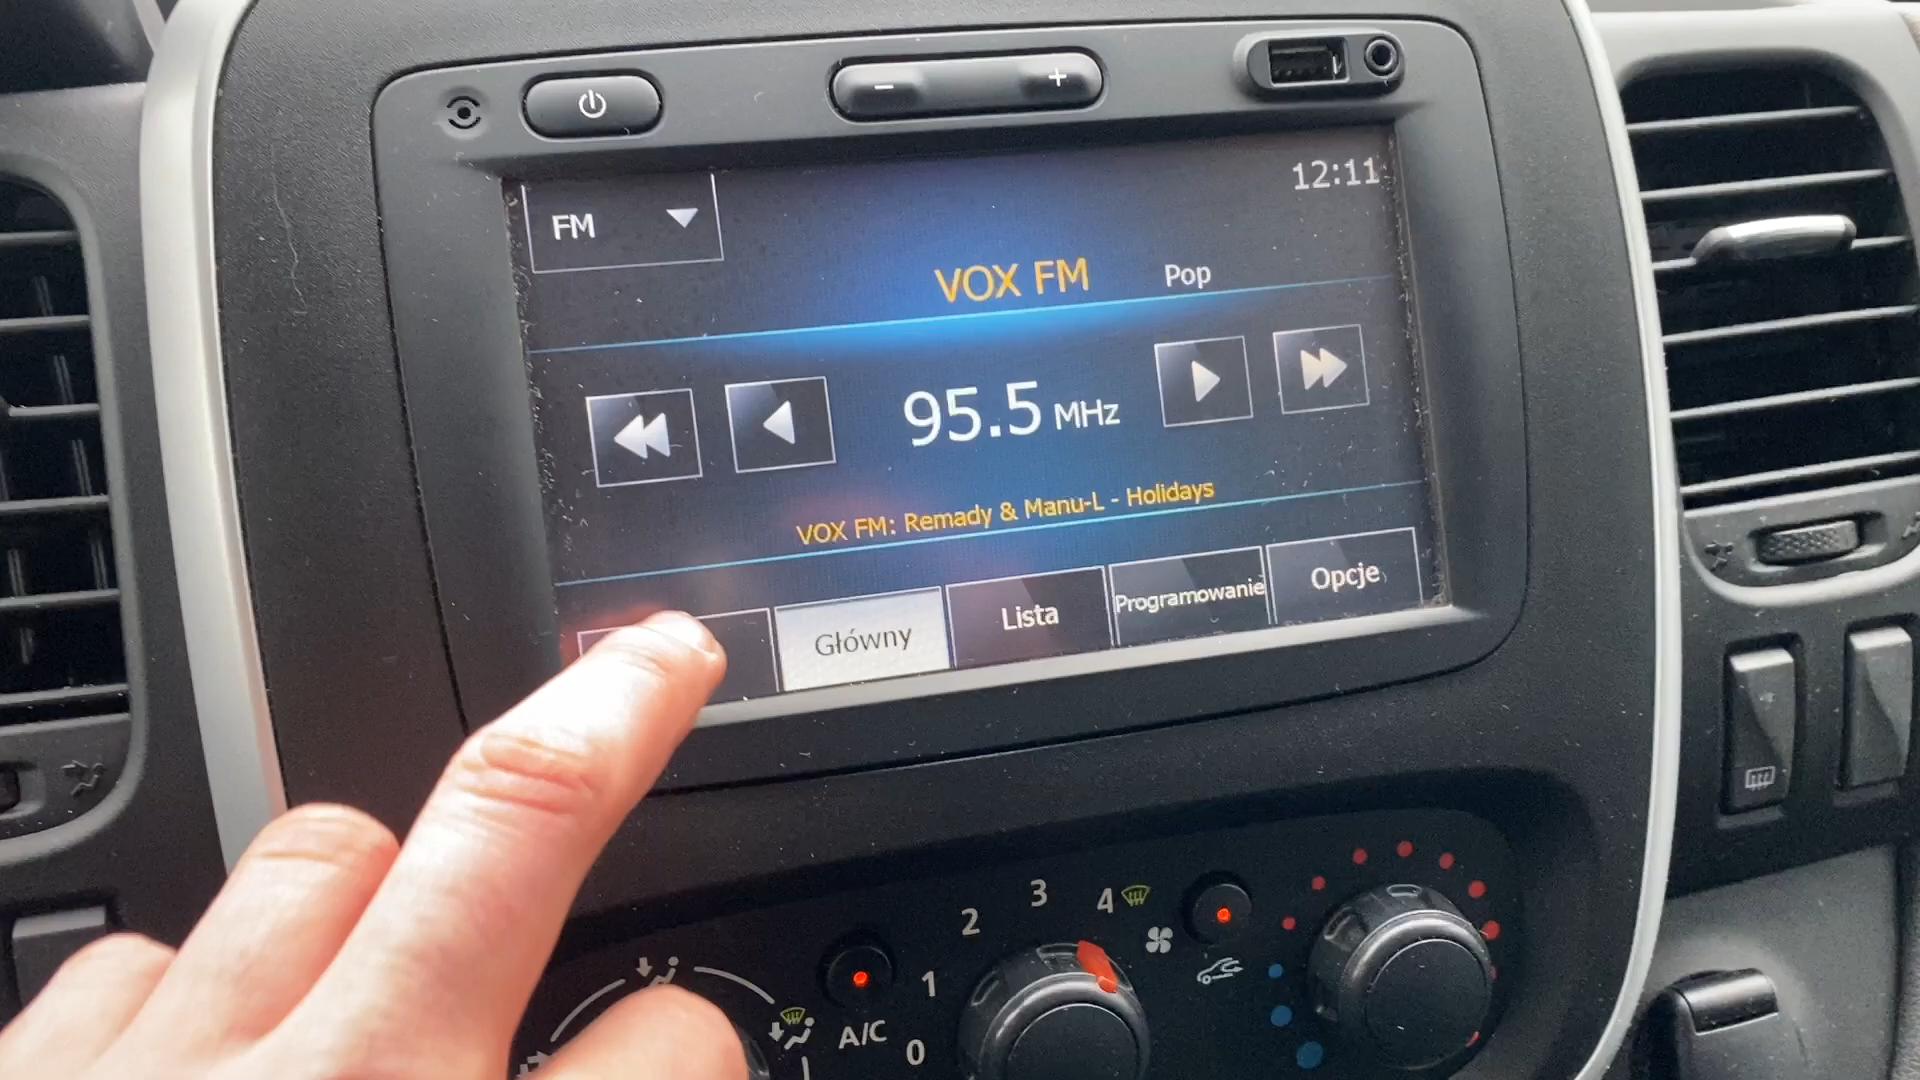 12:11
FM
VOX FM Pop
95.5 MHz
VOX FM: Remady & Manu-L - Holidays
Główny
Lista
Programowanie
Opcje
0
1
2
3
4
A/C